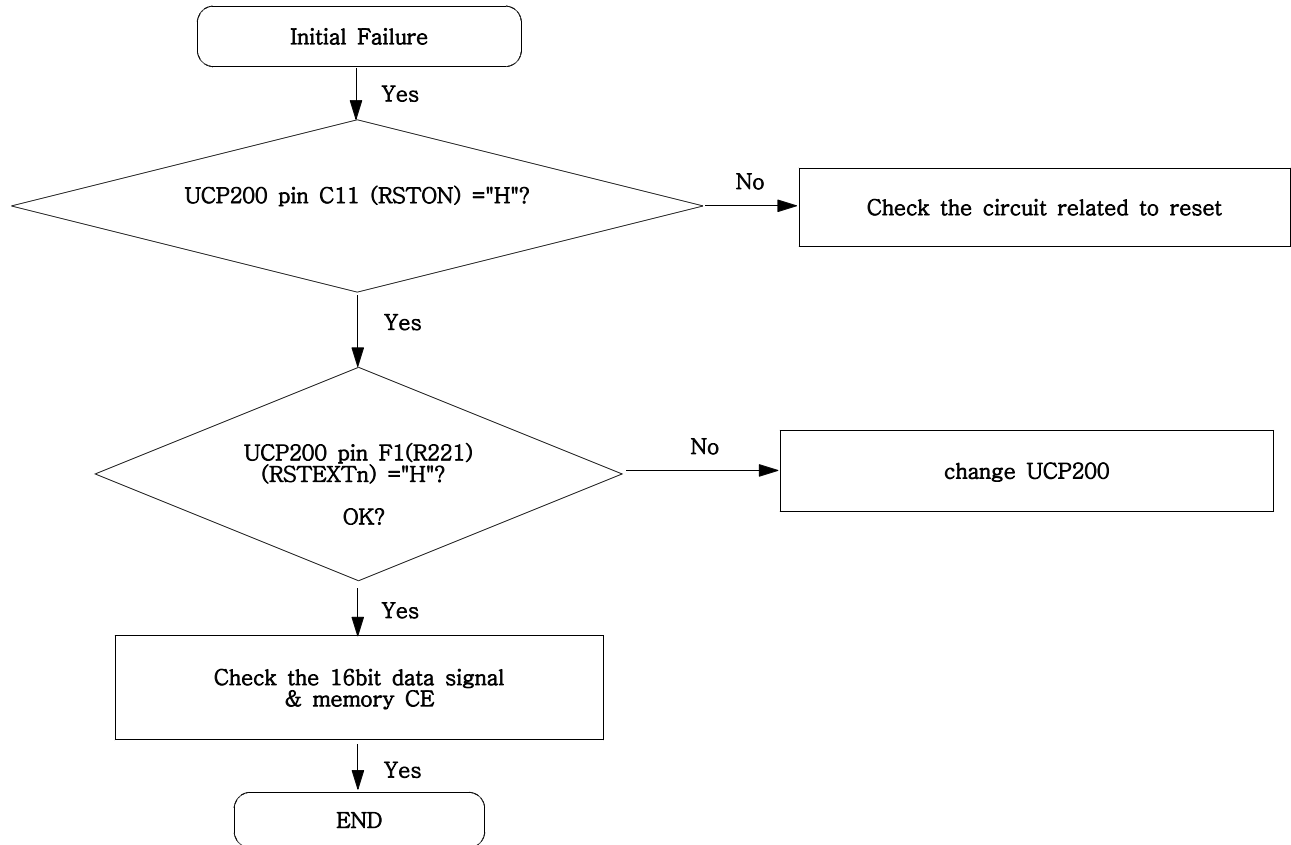 Initial Failure
Yes
UCP200 pin C11 (RSTON) ="H"?
No
Check the circuit related to reset
Yes
UCP200 pin F1(R221)
(RSTEXTn) ="H"?
OK?
No
change UCP200
Yes
Check the 16bit data signal
& memory CE
Yes
END